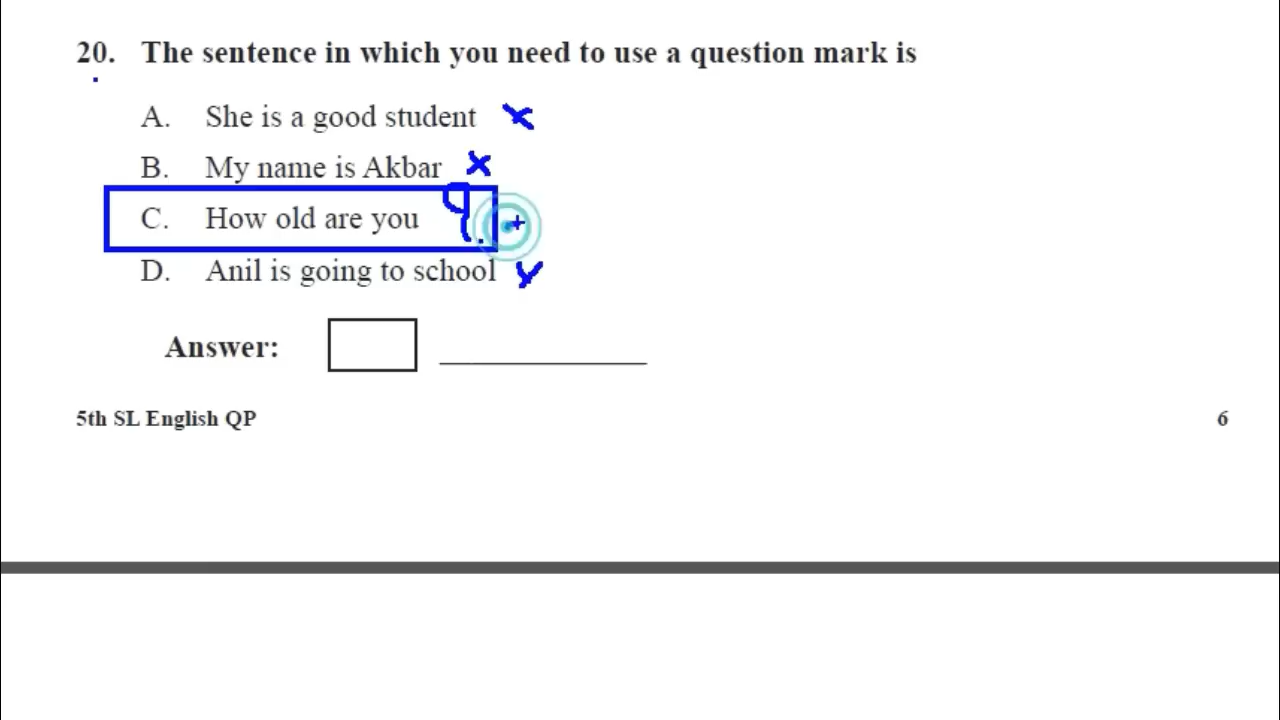 20. The sentence in which you need to use a question mark is
A. She is a good student
B. My name is Akbar
C. How old are you ?
D. Anil is going to school
Answer:
5th SL English QP 6